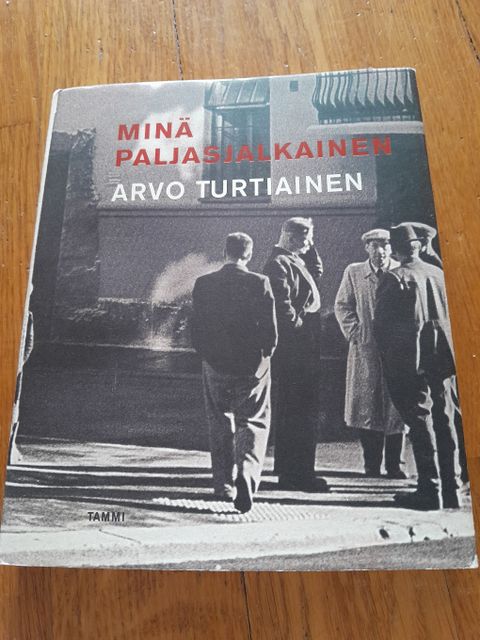 MINÄ
PALJASJALKAINEN
ARVO TURTIAINEN
TAMMI